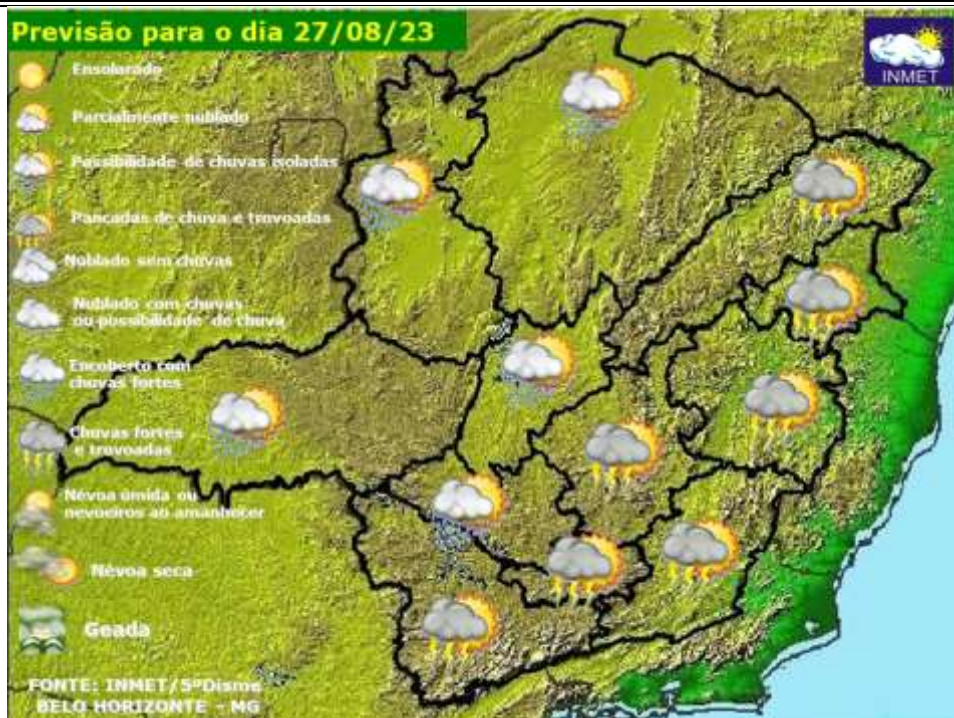 Previsão para o dia 27/08/23
INMET
Ensolarado
Parcialmente nublado
Possibilidade de chuvas isoladas
Pancadas de chuva e trovoadas
Nublado sem chuvas
Nublado com chuvas
ou possibilidade de chuva
Encoberto com
chuvas fortes
Chuvas fortes
e trovoadas
Névoa úmida ou
nevoeiros ao amanhecer
Névoa seca
Geada
FONTE: INMET/5ºDisme
BELO HORIZONTE - MG